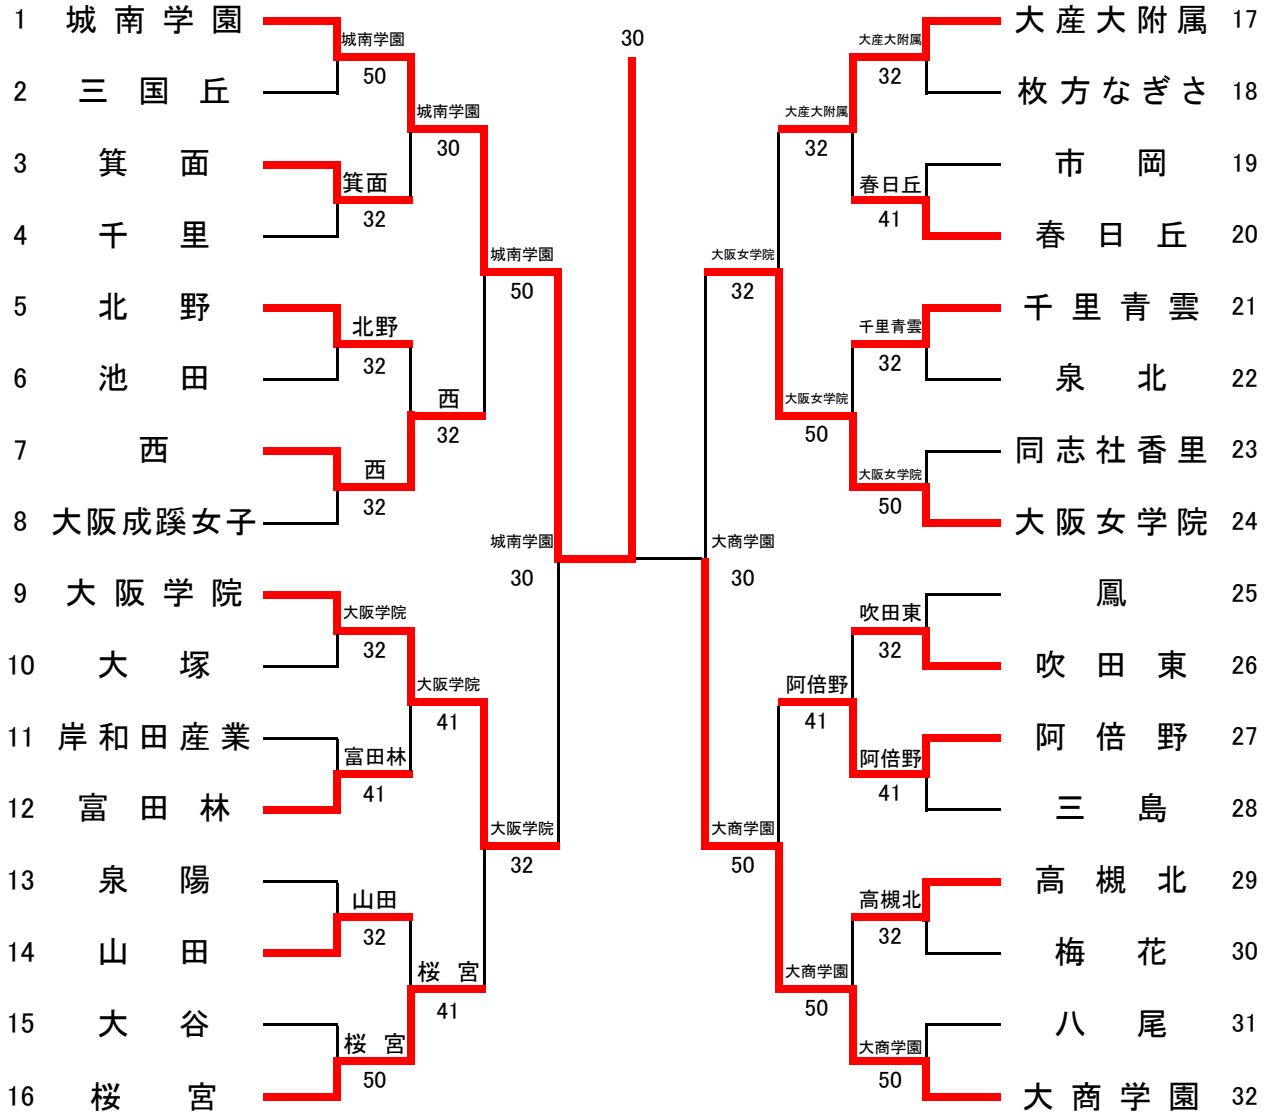 30
1 城南学園
城南学園
50
2 三国丘
城南学園
30
3 箕面
箕面
32
4 千里
城南学園
50
5 北野
北野
32
6 池田
西
32
7 西
西
32
8 大阪成蹊女子
城南学園
30
9 大阪学院
大阪学院
32
10 大塚
大阪学院
41
11 岸和田産業
富田林
41
12 富田林
大阪学院
32
13 泉陽
山田
32
14 山田
桜宮
41
15 大谷
桜宮
50
16 桜宮
大産大附属 17
大産大附属
32
枚方なぎさ 18
大産大附属
32
市岡 19
春日丘
41
春日丘 20
大阪女学院
32
千里青雲 21
千里青雲
32
泉北 22
大阪女学院
50
同志社香里 23
大阪女学院
50
大阪女学院 24
大商学園
30
鳳 25
吹田東
32
吹田東 26
阿倍野
41
阿倍野 27
阿倍野
41
三島 28
大商学園
50
高槻北 29
高槻北
32
梅花 30
大商学園
50
八尾 31
大商学園
50
大商学園 32